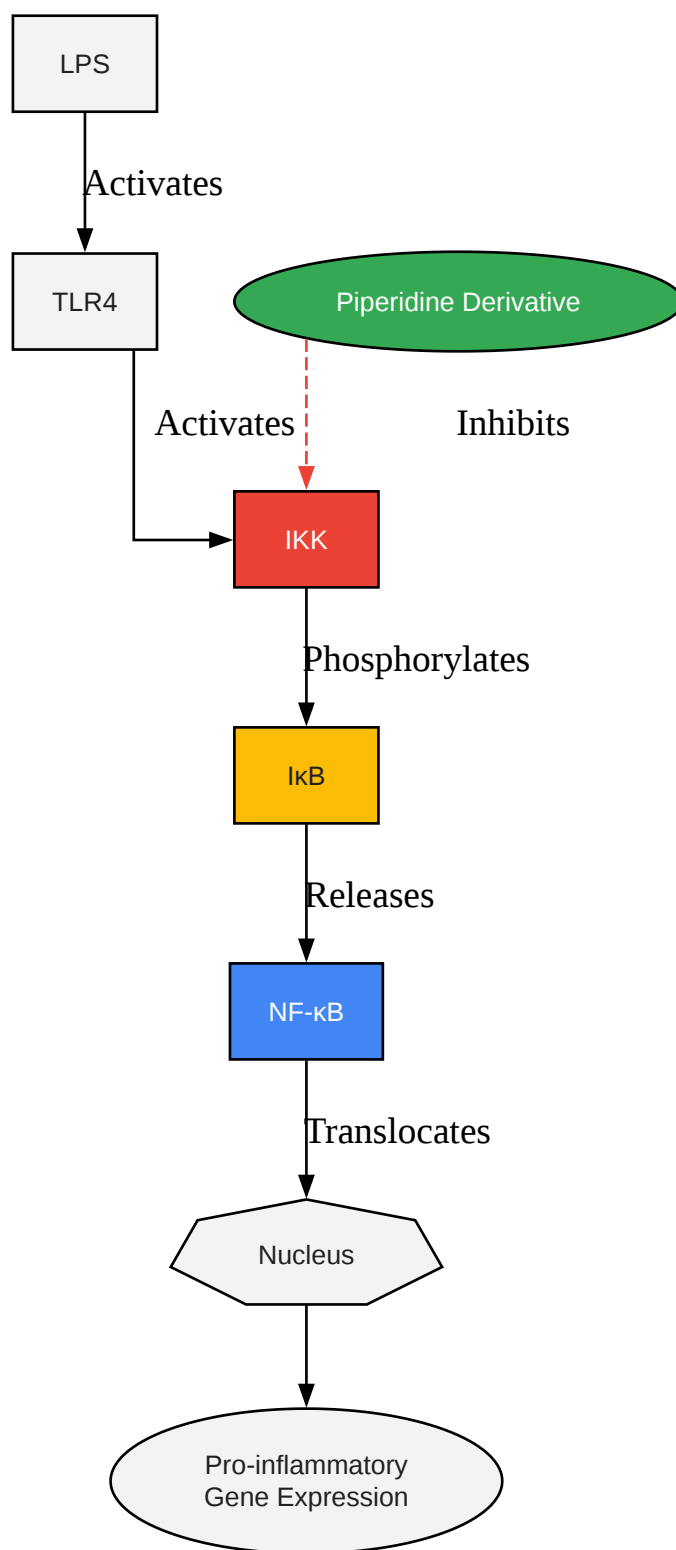 LPS
Activates
TLR4
Piperidine Derivative
Activates
Inhibits
IKK
Phosphorylates
IκB
Releases
NF-κB
Translocates
Nucleus
Pro-inflammatory
Gene Expression